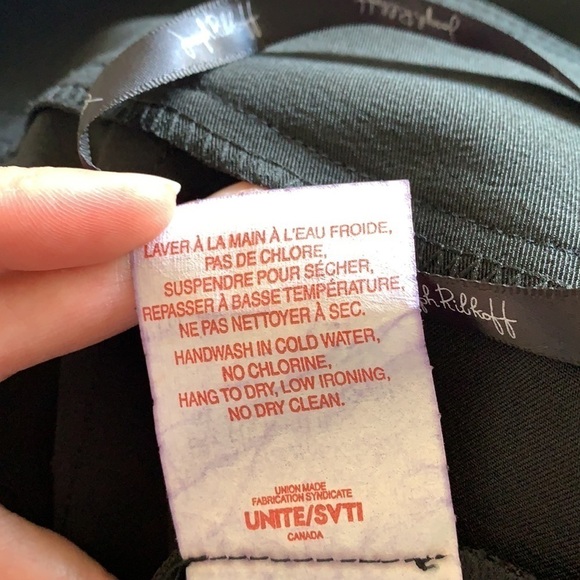 LAVER À LA MAIN À L'EAU FROIDE,
PAS DE CHLORE,
SUSPENDRE POUR SÉCHER,
REPASSER À BASSE TEMPÉRATURE,
NE PAS NETTOYER À SEC.
HANDWASH IN COLD WATER,
NO CHLORINE,
HANG TO DRY, LOW IRONING,
NO DRY CLEAN.
UNION MADE
FABRICATION SYNDICATE
UNITE/SVTI
CANADA
Ribkoff